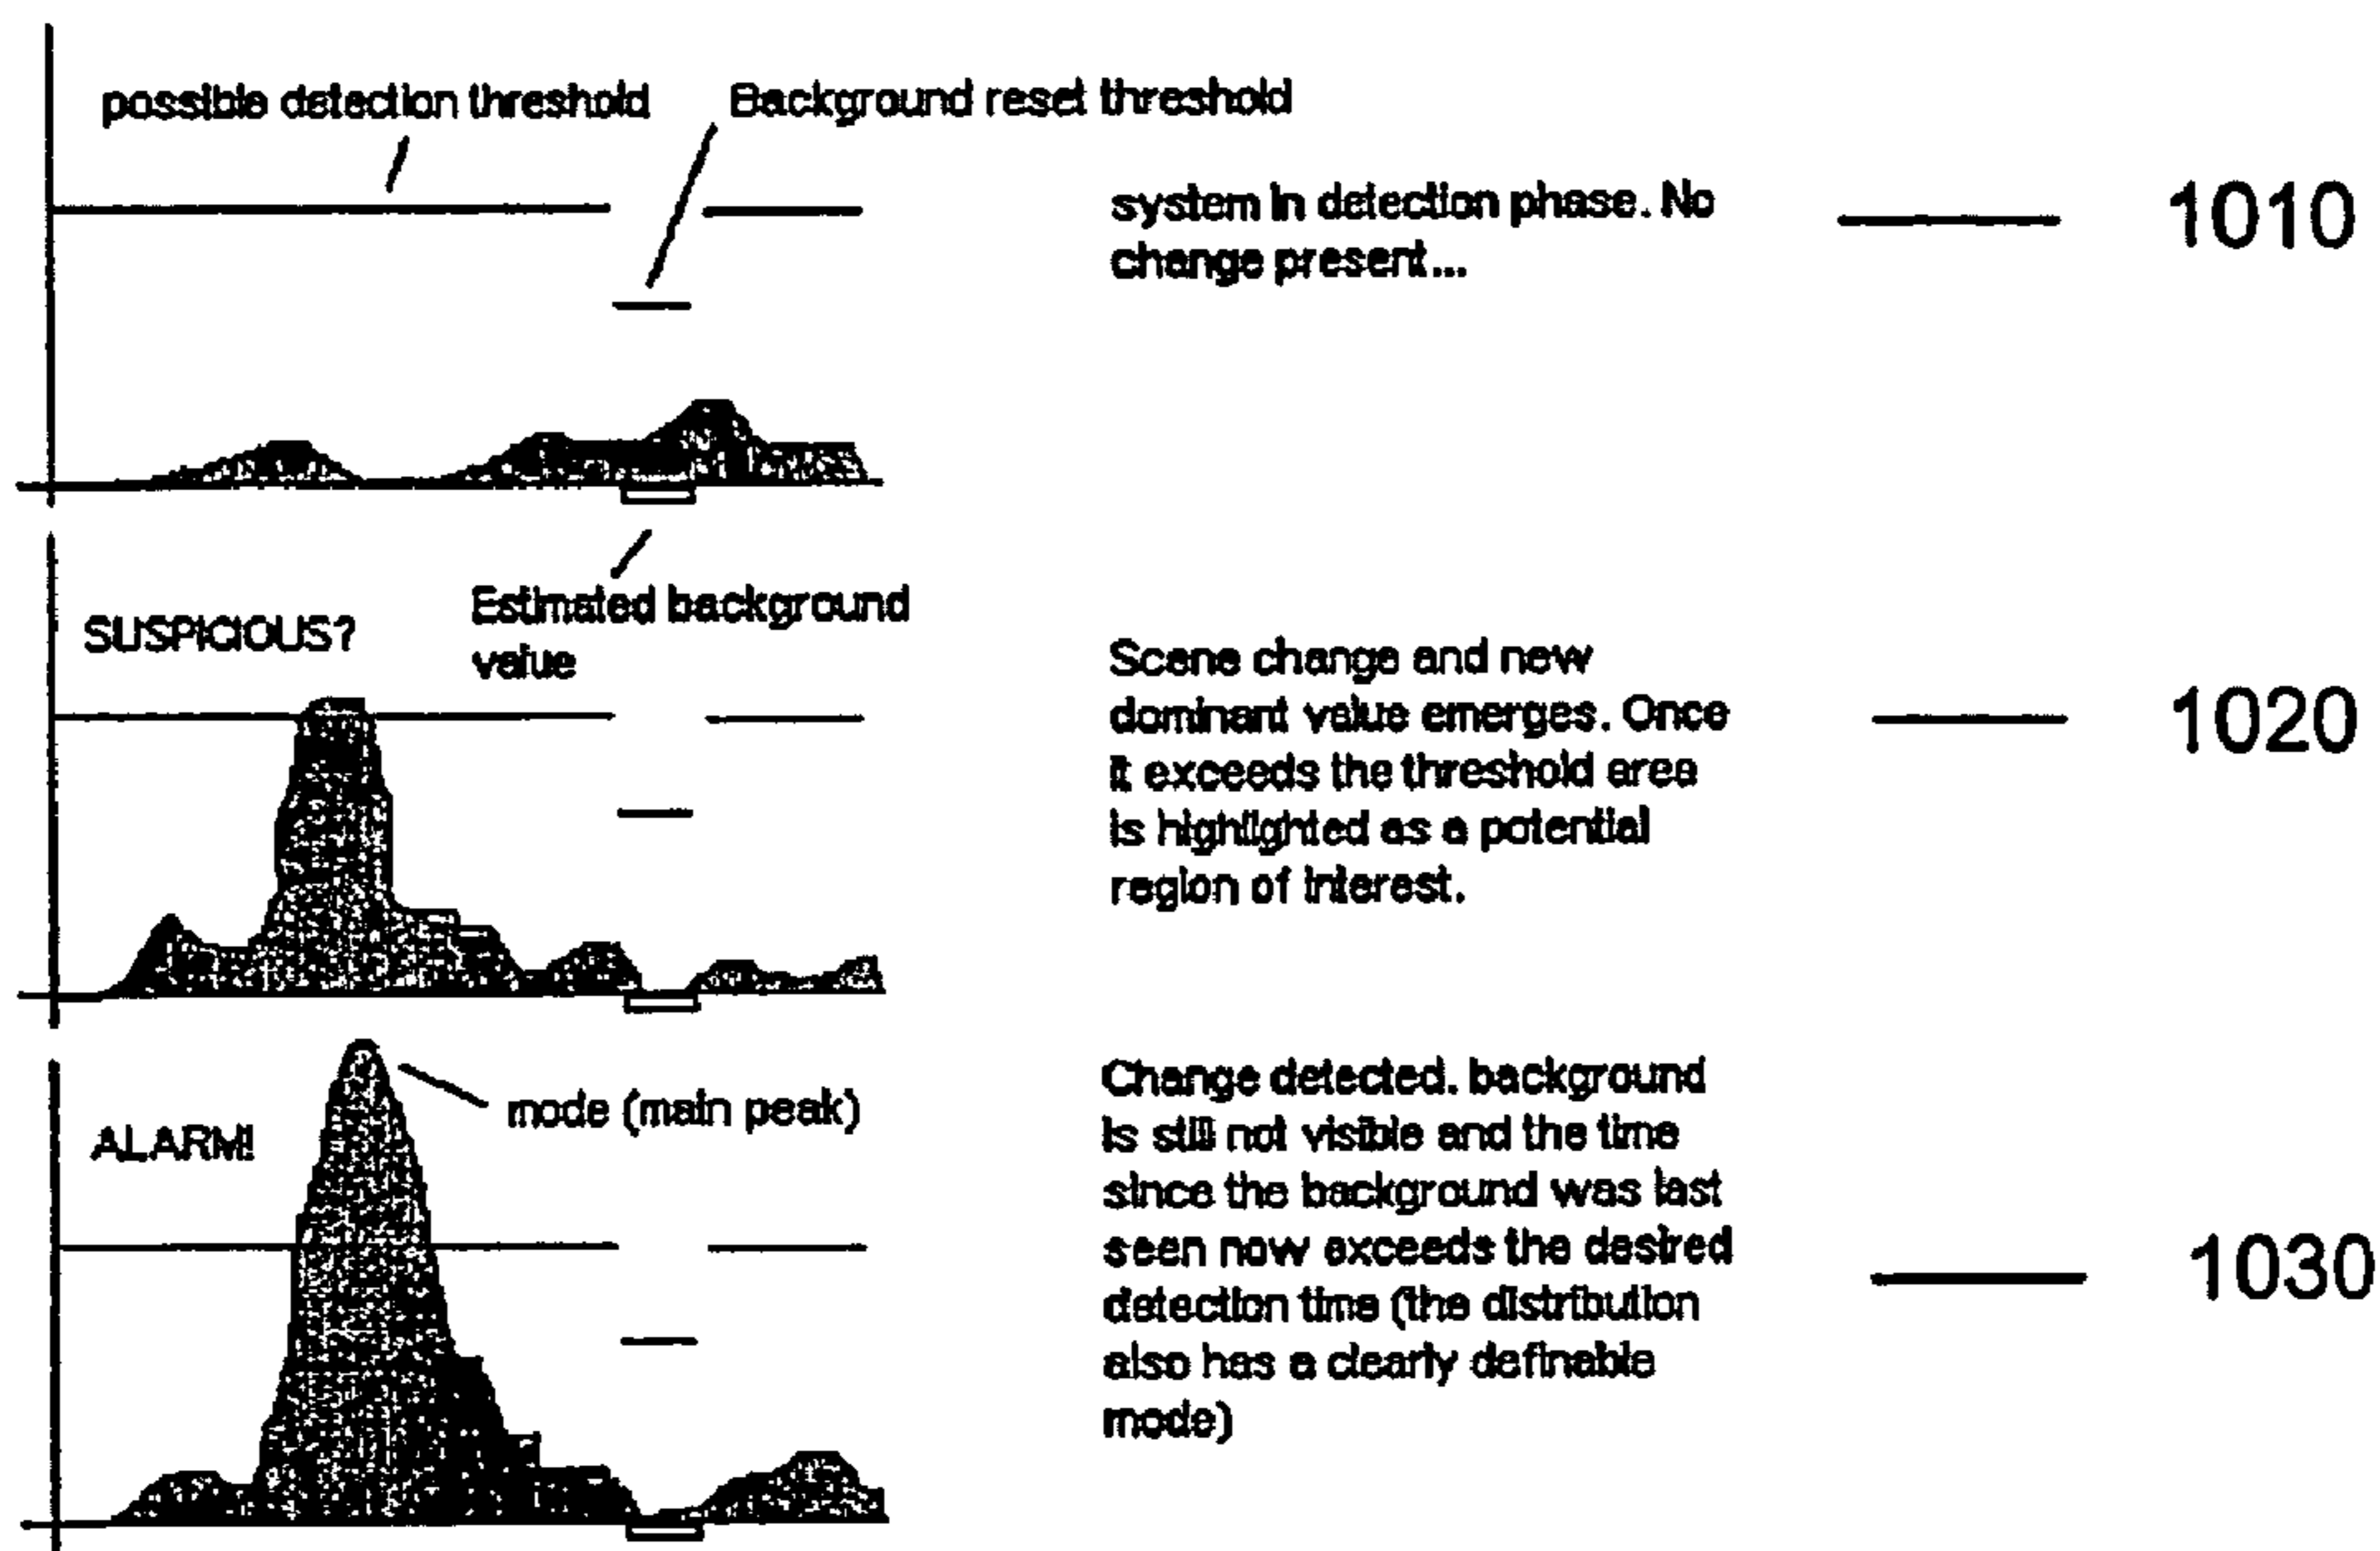 possible detection threshold
Background reset threshold
system in detection phase. No
change present...
1010
Estimated background
value
SUSPICIOUS?
Scene change and new
dominant value emerges. Once
it exceeds the threshold area
is highlighted as a potential
region of interest.
1020
mode (main peak)
ALARM!
Change detected. background
is still not visible and the time
since the background was last
seen now exceeds the desired
detection time (the distribution
also has a clearly definable
mode)
1030